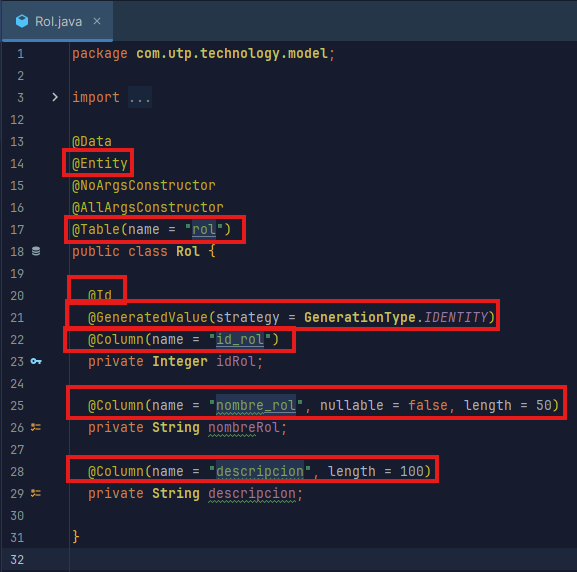 Rol.java ×
1 package com.utp.technology.model;
2
3 import ...
12
13 @Data
14 @Entity
15 @NoArgsConstructor
16 @AllArgsConstructor
17 @Table(name = "rol")
18 public class Rol {
19
20 @Id
21 @GeneratedValue(strategy = GenerationType.IDENTITY)
22 @Column(name = "id_rol")
23 private Integer idRol;
24
25 @Column(name = "nombre_rol", nullable = false, length = 50)
26 private String nombreRol;
27
28 @Column(name = "descripcion", length = 100)
29 private String descripcion;
30
31 }
32